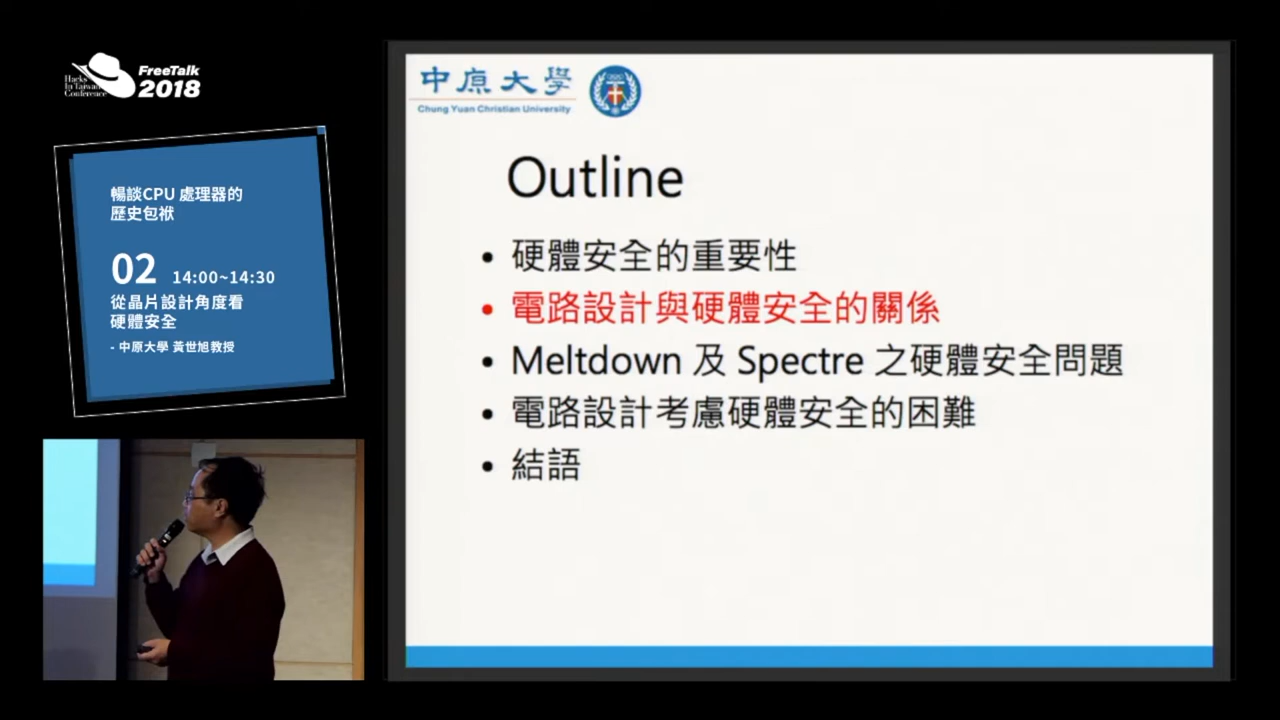 Hacks
In Taiwan
Conference
FreeTalk
2018
暢談CPU 處理器的
歷史包袱
02 14:00~14:30
從晶片設計角度看
硬體安全
- 中原大學 黃世旭教授
中原大學
Chung Yuan Christian University
Outline
• 硬體安全的重要性
• 電路設計與硬體安全的關係
• Meltdown 及 Spectre 之硬體安全問題
• 電路設計考慮硬體安全的困難
• 結語